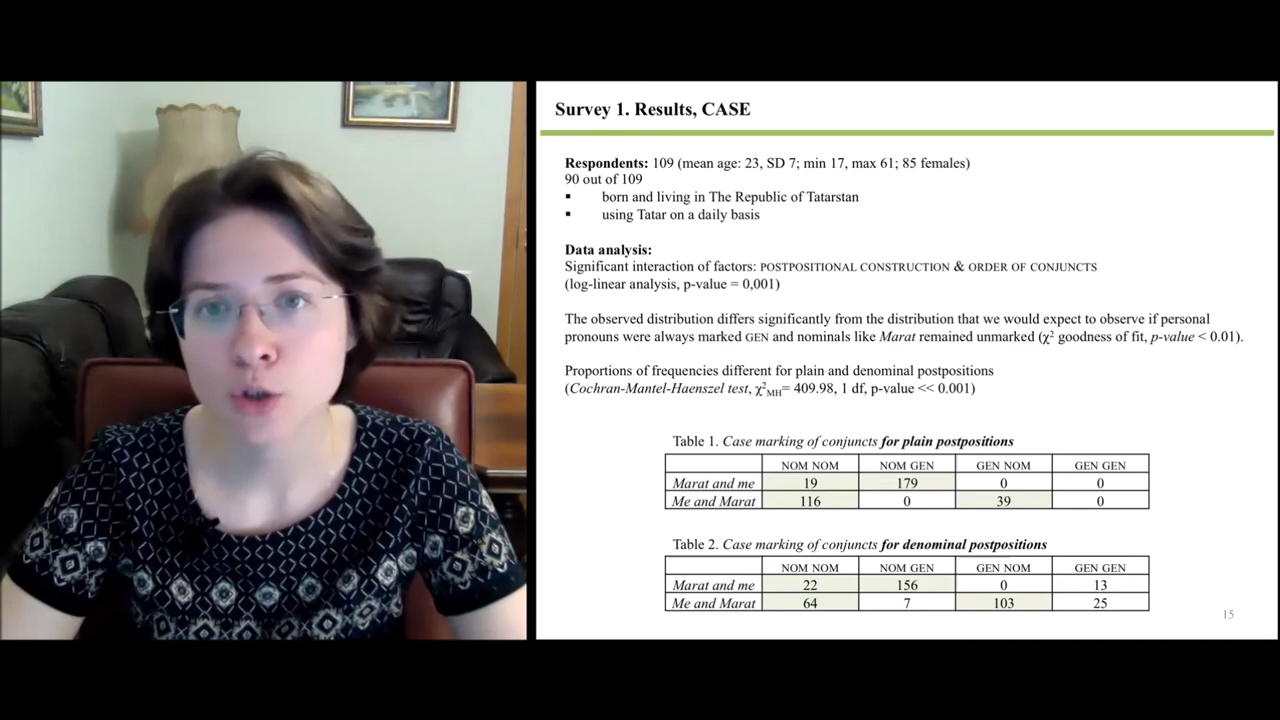 Survey 1. Results, CASE
Respondents: 109 (mean age: 23, SD 7; min 17, max 61; 85 females)
90 out of 109
▪ born and living in The Republic of Tatarstan
▪ using Tatar on a daily basis
Data analysis:
Significant interaction of factors: POSTPOSITIONAL CONSTRUCTION & ORDER OF CONJUNCTS
(log-linear analysis, p-value = 0,001)
The observed distribution differs significantly from the distribution that we would expect to observe if personal
pronouns were always marked GEN and nominals like Marat remained unmarked (χ² goodness of fit, p-value < 0.01).
Proportions of frequencies different for plain and denominal postpositions
(Cochran-Mantel-Haenszel test, χ²MH= 409.98, 1 df, p-value << 0.001)
Table 1. Case marking of conjuncts for plain postpositions
NOM NOM NOM GEN GEN NOM GEN GEN
Marat and me 19 179 0 0
Me and Marat 116 0 39 0
Table 2. Case marking of conjuncts for denominal postpositions
NOM NOM NOM GEN GEN NOM GEN GEN
Marat and me 22 156 0 13
Me and Marat 64 7 103 25
15